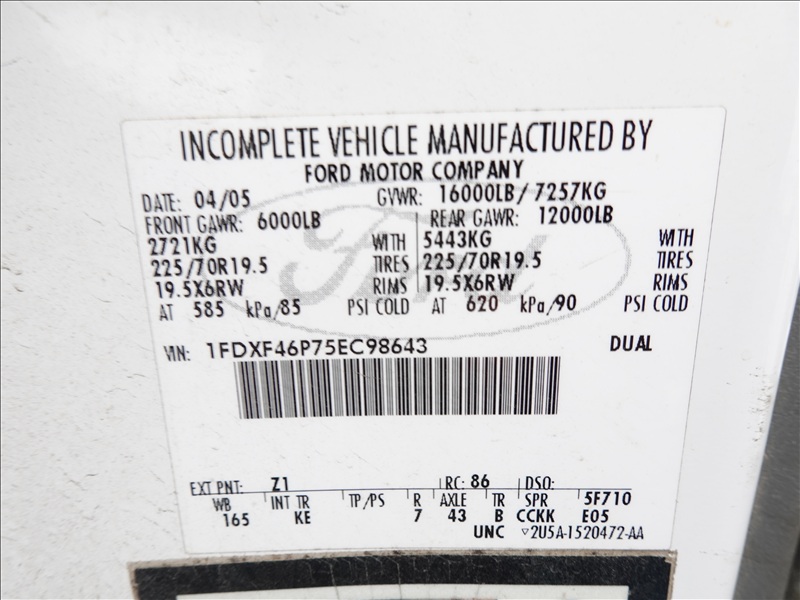 INCOMPLETE VEHICLE MANUFACTURED BY
FORD MOTOR COMPANY
DATE: 04/05 GVWR: 16000LB / 7257KG
FRONT GAWR: 6000LB REAR GAWR: 12000LB
2721KG WITH 5443KG WITH
225/70R19.5 TIRES 225/70R19.5 TIRES
19.5X6RW RIMS 19.5X6RW RIMS
AT 585 kPa/85 PSI COLD AT 620 kPa/90 PSI COLD
VIN: 1FDXF46P75EC98643 DUAL
EXT PNT: Z1 RC: 86 DSO:
WB INT TR TP/PS R AXLE TR SPR 5F710
165 KE 7 43 B CCKK E05
UNC ▽2U5A-1520472-AA
Ford